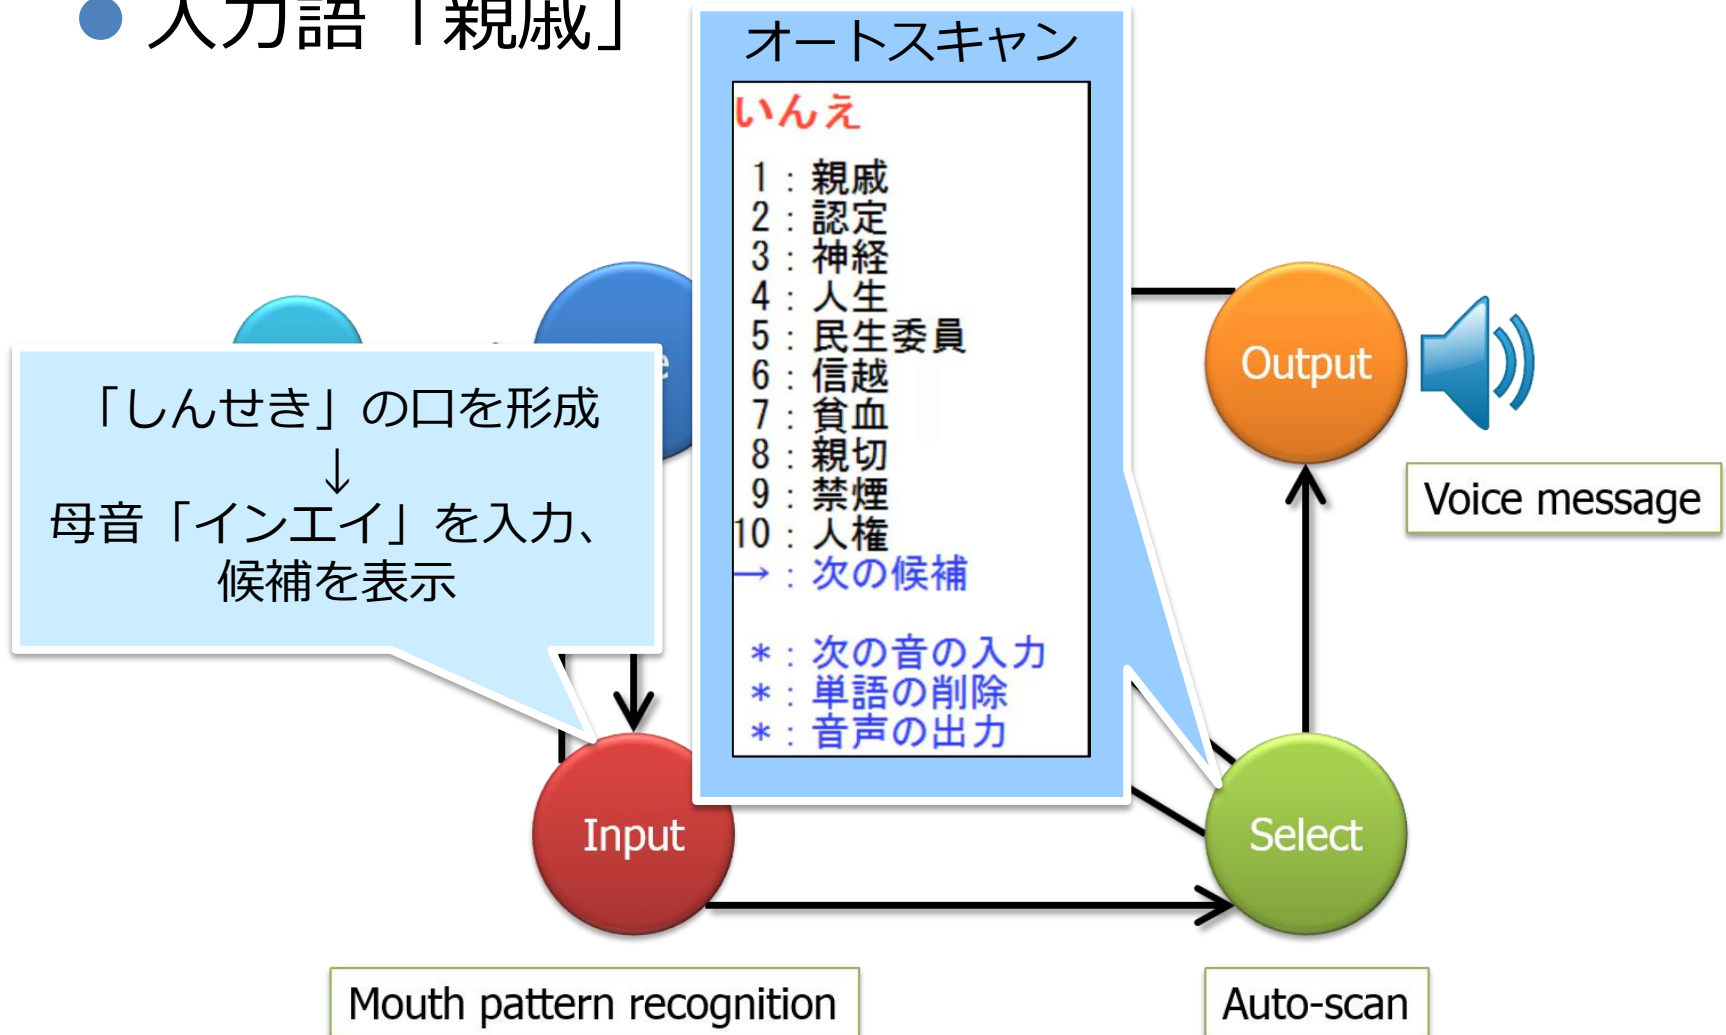 入力語「親戚」
オートスキャン
いんえ
1：親戚
2：認定
3：神経
4：人生
5：民生委員
6：信越
7：貧血
8：親切
9：禁煙
10：人権
→：次の候補
*：次の音の入力
*：単語の削除
*：音声の出力
「しんせき」の口を形成
↓
母音「インエイ」を入力、
候補を表示
Output
Voice message
Input
Select
Mouth pattern recognition
Auto-scan